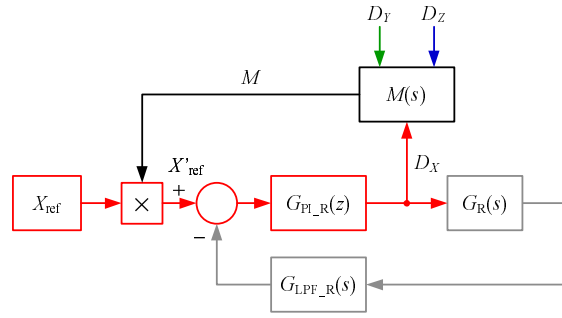 D_Y D_Z
M M(s)
X'_ref
+ D_X
X_ref × G_PI_R(z) G_R(s)
−
G_LPF_R(s)